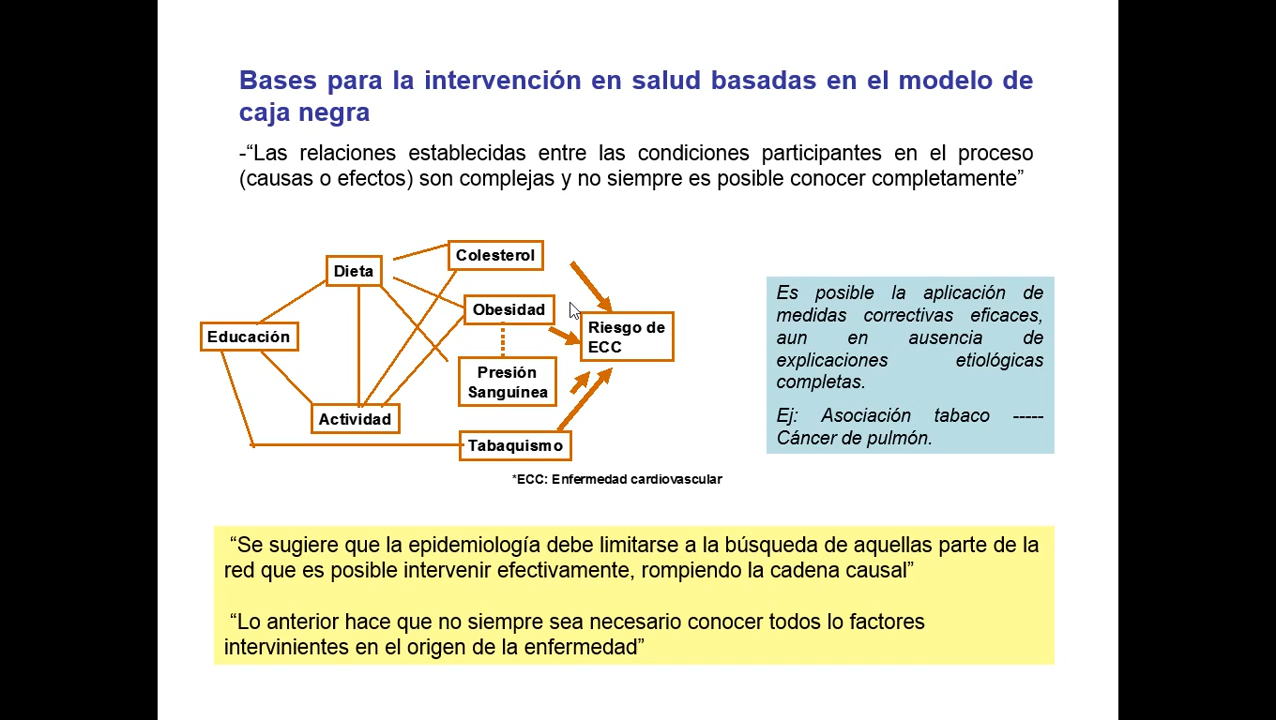 Bases para la intervención en salud basadas en el modelo de
caja negra
-“Las relaciones establecidas entre las condiciones participantes en el proceso
(causas o efectos) son complejas y no siempre es posible conocer completamente”
Colesterol
Dieta
Obesidad
Educación
Riesgo de
ECC
Presión
Sanguínea
Actividad
Tabaquismo
*ECC: Enfermedad cardiovascular
Es posible la aplicación de
medidas correctivas eficaces,
aun en ausencia de
explicaciones etiológicas
completas.
Ej: Asociación tabaco -----
Cáncer de pulmón.
“Se sugiere que la epidemiología debe limitarse a la búsqueda de aquellas parte de la
red que es posible intervenir efectivamente, rompiendo la cadena causal”
“Lo anterior hace que no siempre sea necesario conocer todos lo factores
intervinientes en el origen de la enfermedad”